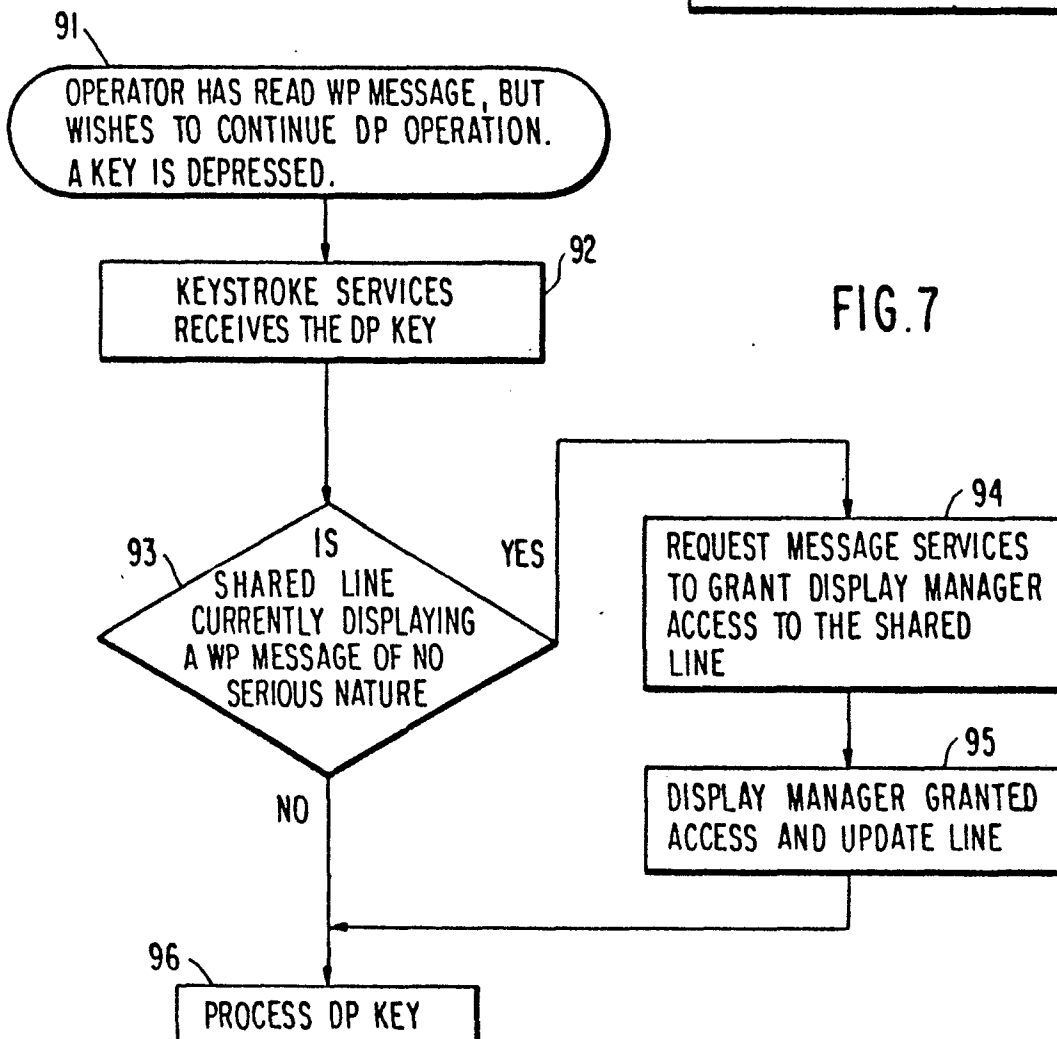 91
OPERATOR HAS READ WP MESSAGE, BUT
WISHES TO CONTINUE DP OPERATION.
A KEY IS DEPRESSED.
92
KEYSTROKE SERVICES
RECEIVES THE DP KEY
FIG.7
93
IS
SHARED LINE
CURRENTLY DISPLAYING
A WP MESSAGE OF NO
SERIOUS NATURE
YES
NO
94
REQUEST MESSAGE SERVICES
TO GRANT DISPLAY MANAGER
ACCESS TO THE SHARED
LINE
95
DISPLAY MANAGER GRANTED
ACCESS AND UPDATE LINE
96
PROCESS DP KEY